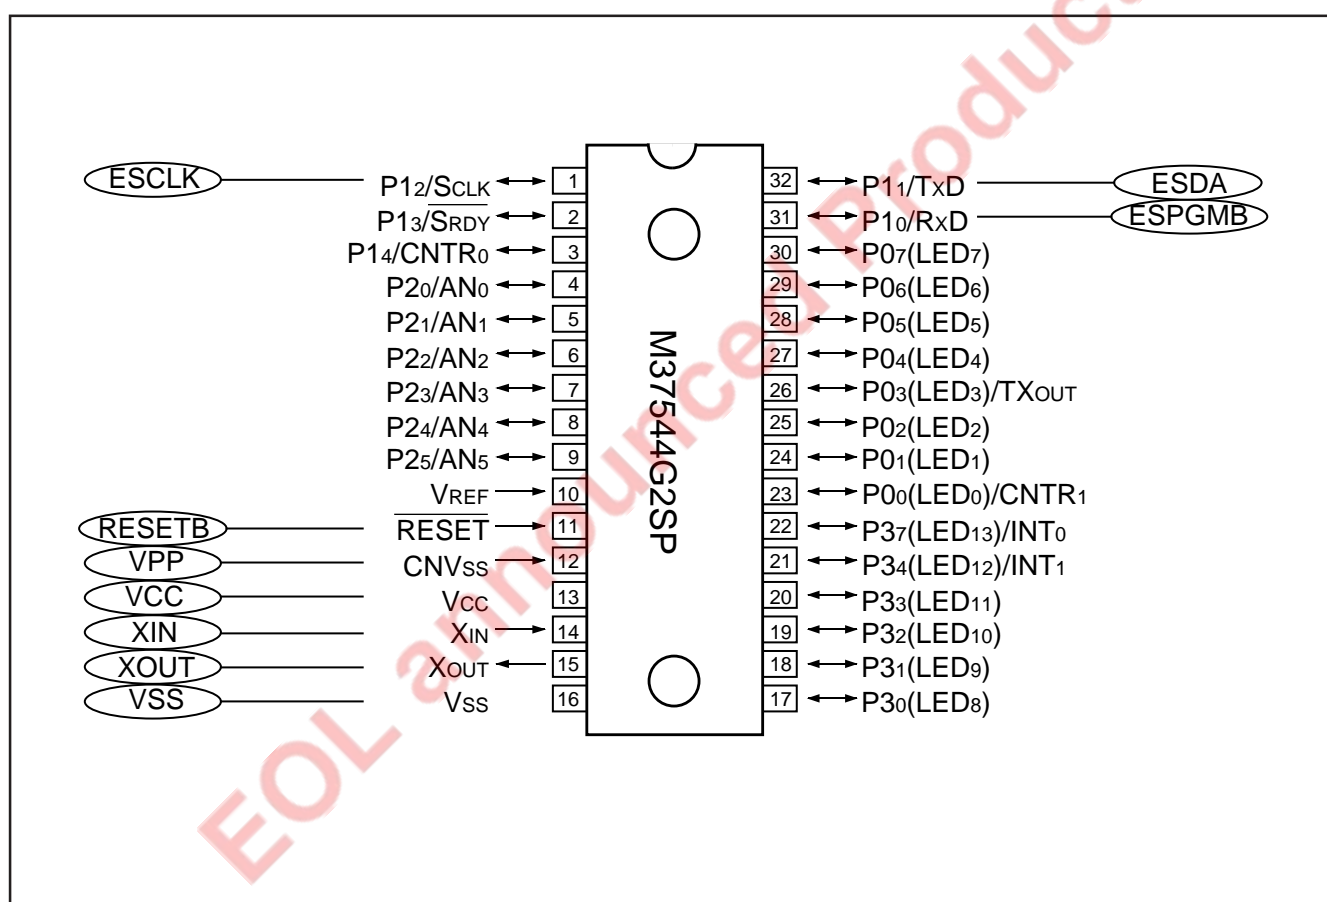 ESCLK
P12/SCLK 1
P13/SRDY 2
P14/CNTR0 3
P20/AN0 4
P21/AN1 5
P22/AN2 6
P23/AN3 7
P24/AN4 8
P25/AN5 9
VREF 10
RESETB RESET 11
VPP CNVSS 12
VCC VCC 13
XIN XIN 14
XOUT XOUT 15
VSS VSS 16
M37544G2SP
32 P11/TXD ESDA
31 P10/RXD ESPGMB
30 P07(LED7)
29 P06(LED6)
28 P05(LED5)
27 P04(LED4)
26 P03(LED3)/TXOUT
25 P02(LED2)
24 P01(LED1)
23 P00(LED0)/CNTR1
22 P37(LED13)/INT0
21 P34(LED12)/INT1
20 P33(LED11)
19 P32(LED10)
18 P31(LED9)
17 P30(LED8)
EOL announced Produc